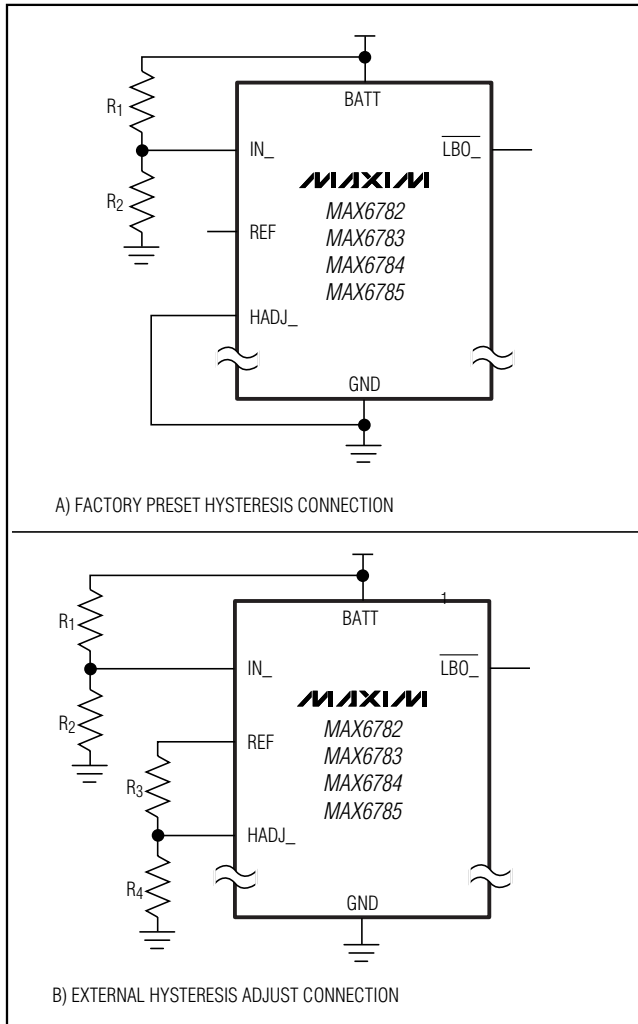 BATT
R1
IN_
LBO_
MAXIM
R2
MAX6782
MAX6783
REF
MAX6784
MAX6785
HADJ_
GND
A) FACTORY PRESET HYSTERESIS CONNECTION
1
BATT
R1
IN_
LBO_
MAXIM
R2
MAX6782
REF
MAX6783
R3
MAX6784
MAX6785
HADJ_
R4
GND
B) EXTERNAL HYSTERESIS ADJUST CONNECTION